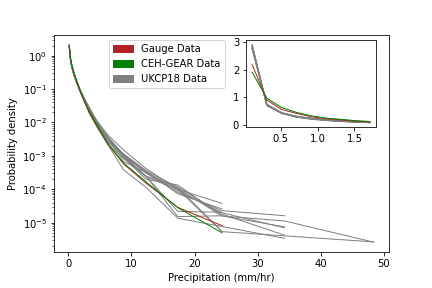 Gauge Data
CEH-GEAR Data
UKCP18 Data
3
2
1
0
0.5 1.0 1.5
10⁰
10⁻¹
10⁻²
10⁻³
10⁻⁴
10⁻⁵
Probability density
0 10 20 30 40 50
Precipitation (mm/hr)